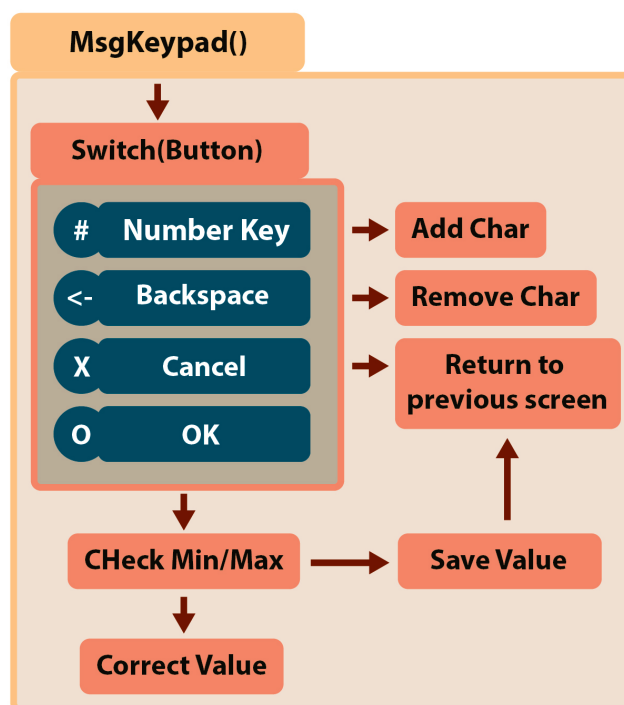 MsgKeypad()
Switch(Button)
# Number Key
Add Char
<- Backspace
Remove Char
X Cancel
Return to
previous screen
O OK
CHeck Min/Max
Save Value
Correct Value